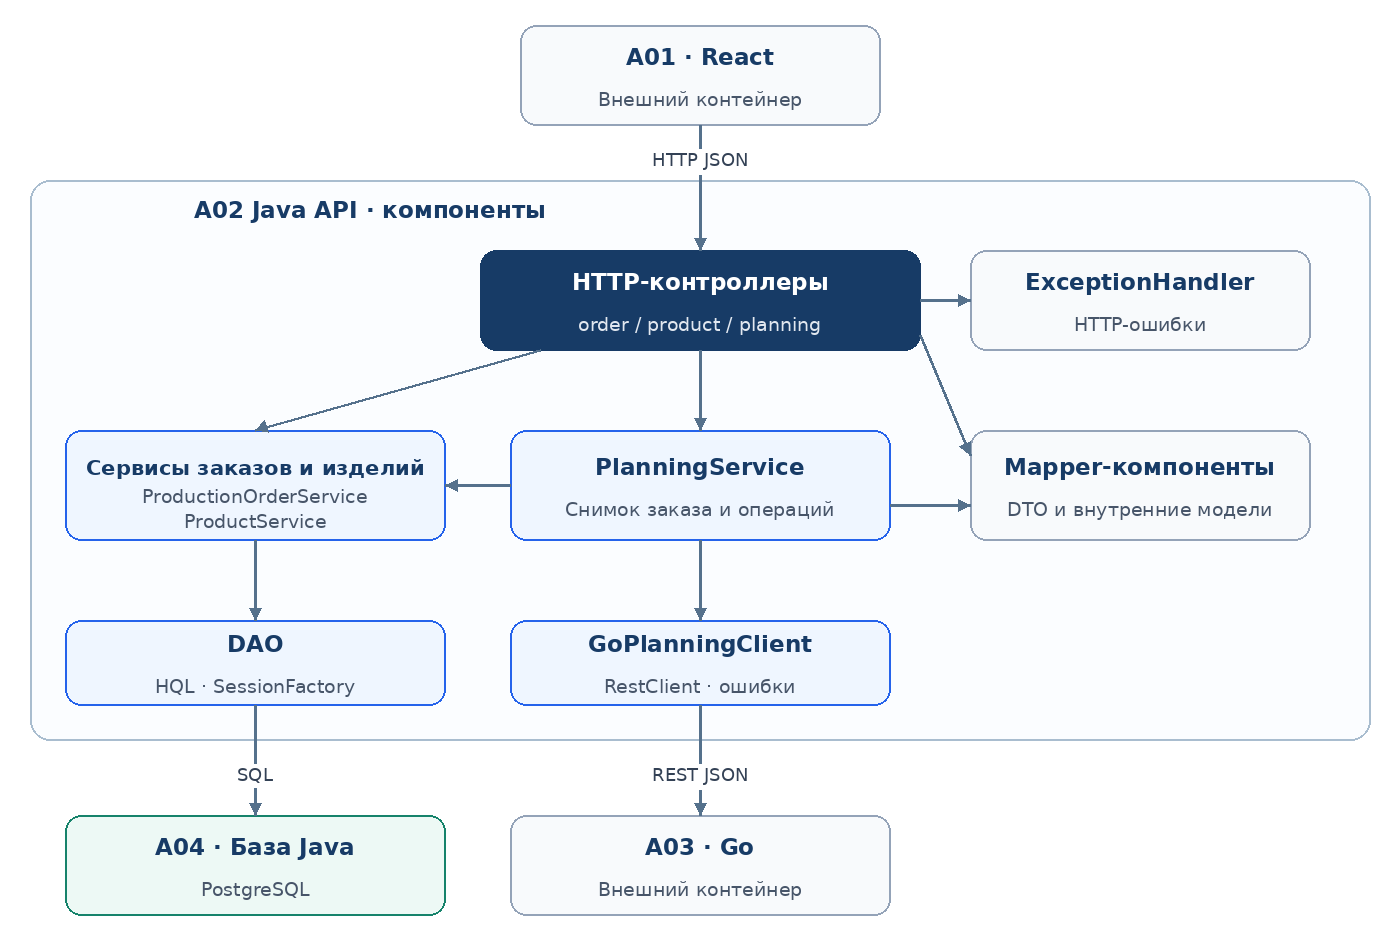 A01 · React
Внешний контейнер
HTTP JSON
A02 Java API · компоненты
HTTP-контроллеры
order / product / planning
ExceptionHandler
HTTP-ошибки
Сервисы заказов и изделий
ProductionOrderService
ProductService
PlanningService
Снимок заказа и операций
Mapper-компоненты
DTO и внутренние модели
DAO
HQL · SessionFactory
GoPlanningClient
RestClient · ошибки
SQL
REST JSON
A04 · База Java
PostgreSQL
A03 · Go
Внешний контейнер